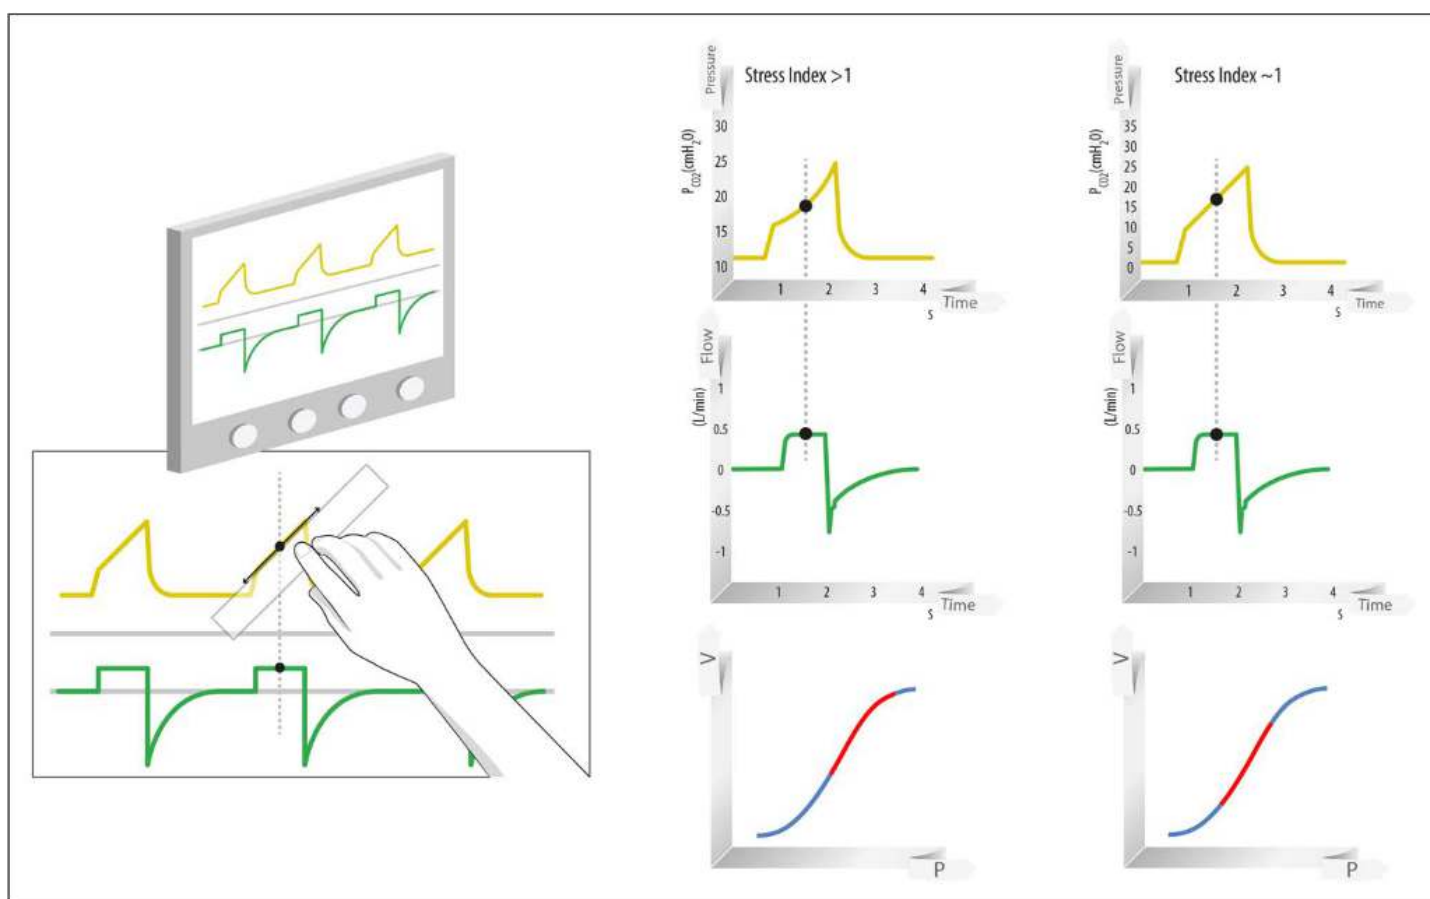 Stress Index >1
Pressure
P CO2 (cmH2O)
30
25
20
15
10
1 2 3 4
s
Time
Stress Index ~1
Pressure
P CO2 (cmH2O)
35
30
25
20
15
10
5
0
1 2 3 4
s
Time
Flow
(L/min)
1
0.5
0
-0.5
-1
1 2 3 4
s
Time
Flow
(L/min)
1
0.5
0
-0.5
-1
1 2 3 4
s
Time
V
P
V
P